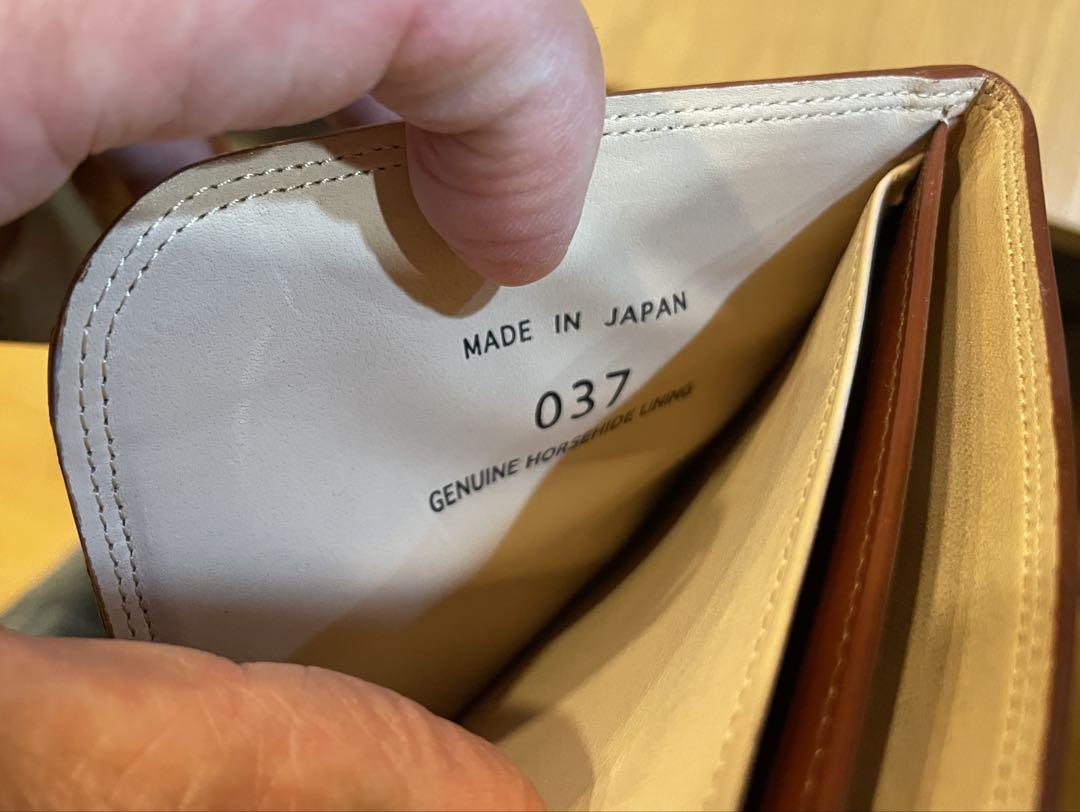 MADE IN JAPAN
037
GENUINE HORSEHIDE LINING